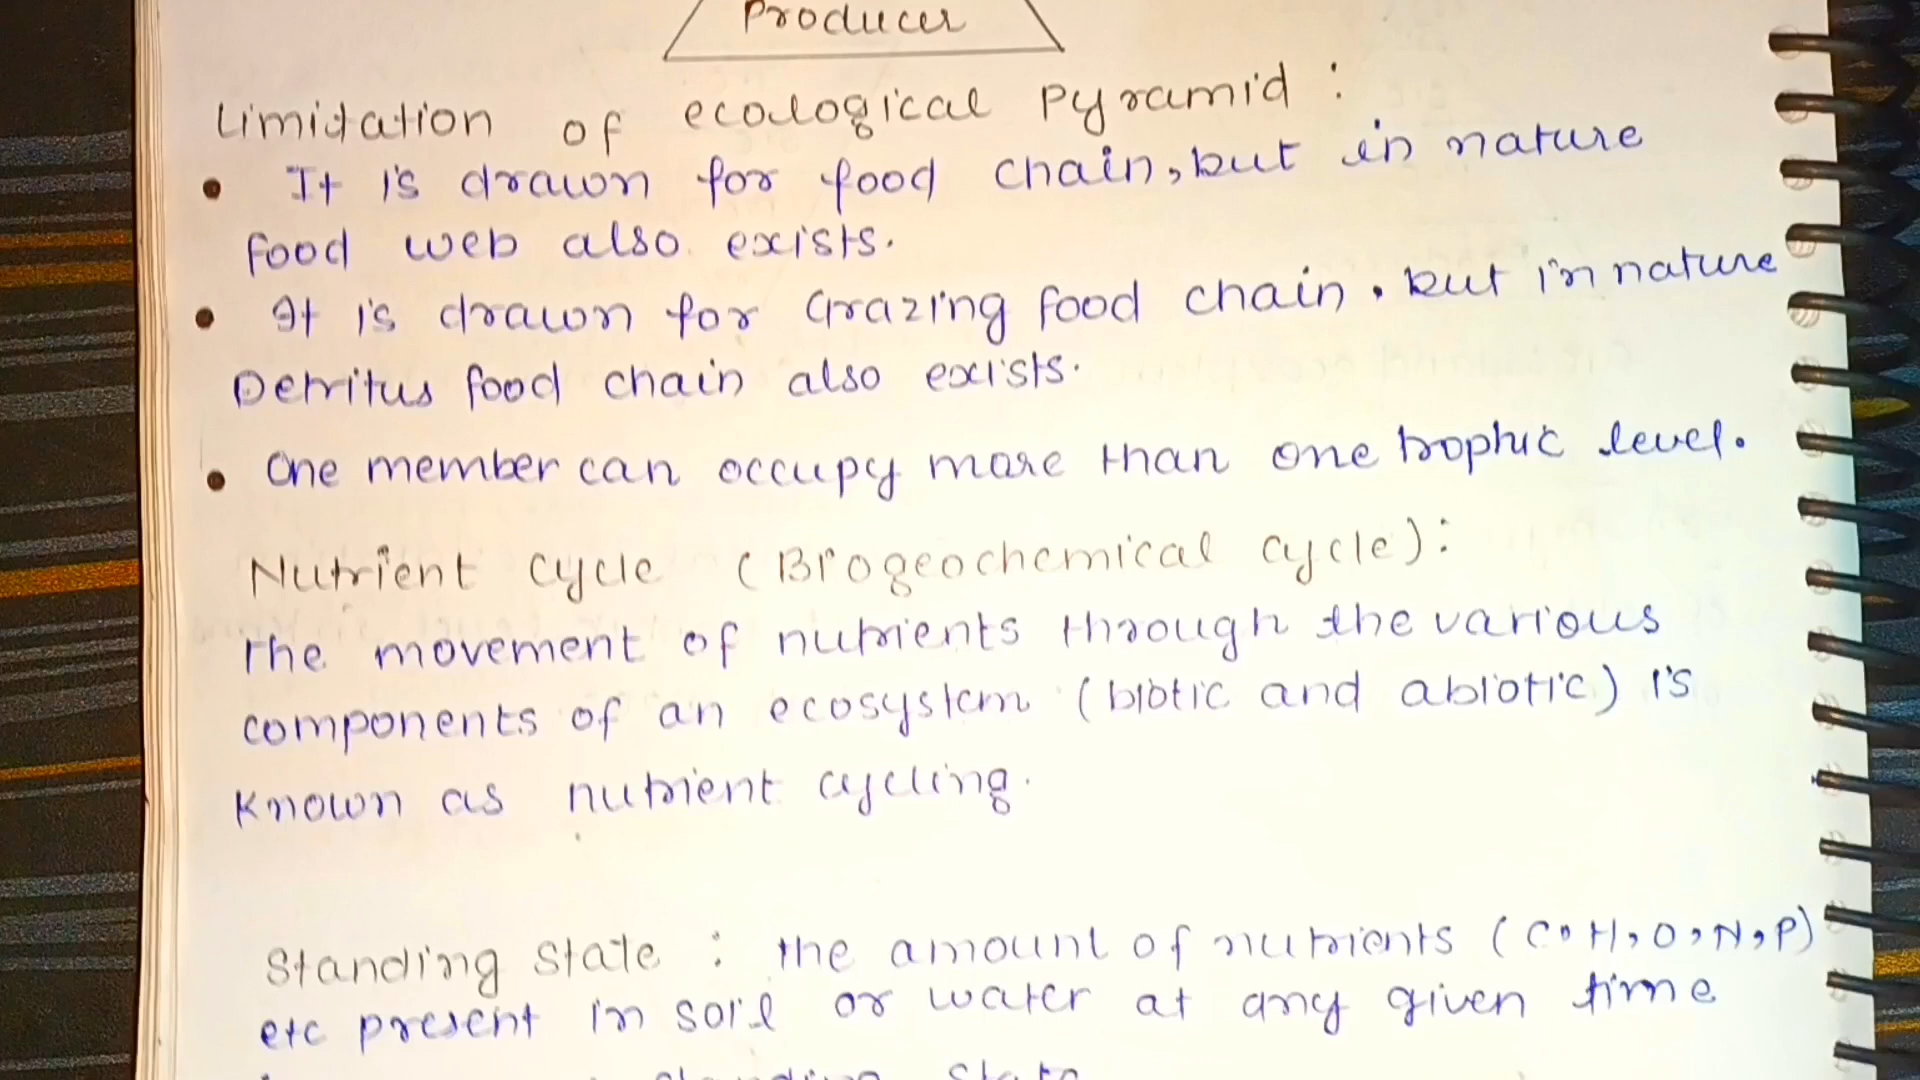 Producer
Limitation of ecological pyramid :
• It is drawn for food chain, but in nature
food web also exists.
• It is drawn for Grazing food chain. but in nature
Detritus food chain also exists.
• One member can occupy more than one trophic level.
Nutrient cycle (Biogeochemical cycle):
The movement of nutrients through the various
components of an ecosystem (biotic and abiotic) is
known as nutrient cycling.
Standing state : the amount of nutrients (C, H, O, N, P)
etc present in soil or water at any given time